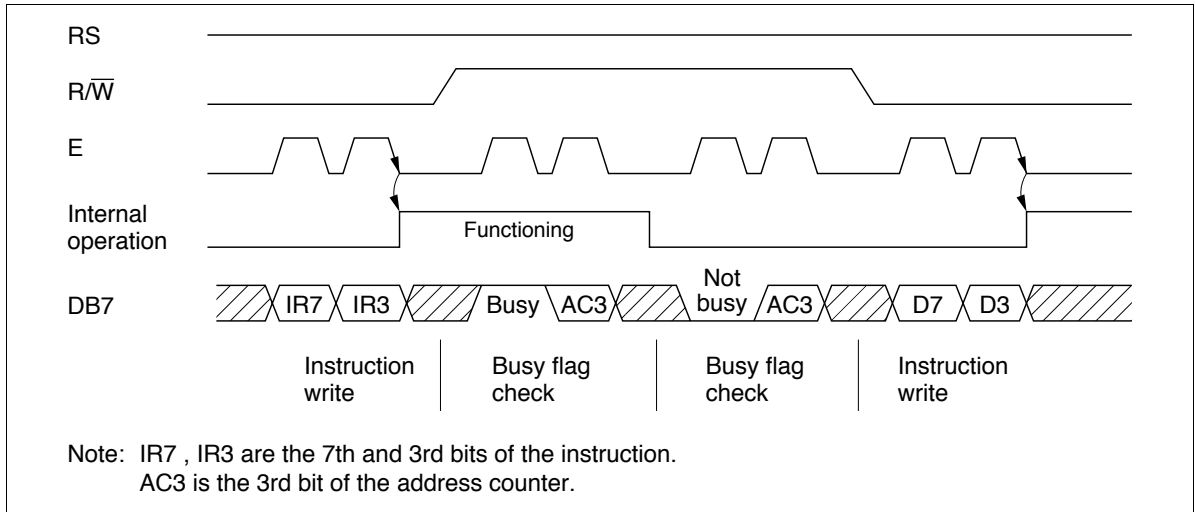 RS
R/W̅
E
Internal
operation
Functioning
DB7
IR7 IR3 Busy AC3 Not busy AC3 D7 D3
Instruction
write
Busy flag
check
Busy flag
check
Instruction
write
Note: IR7 , IR3 are the 7th and 3rd bits of the instruction.
AC3 is the 3rd bit of the address counter.